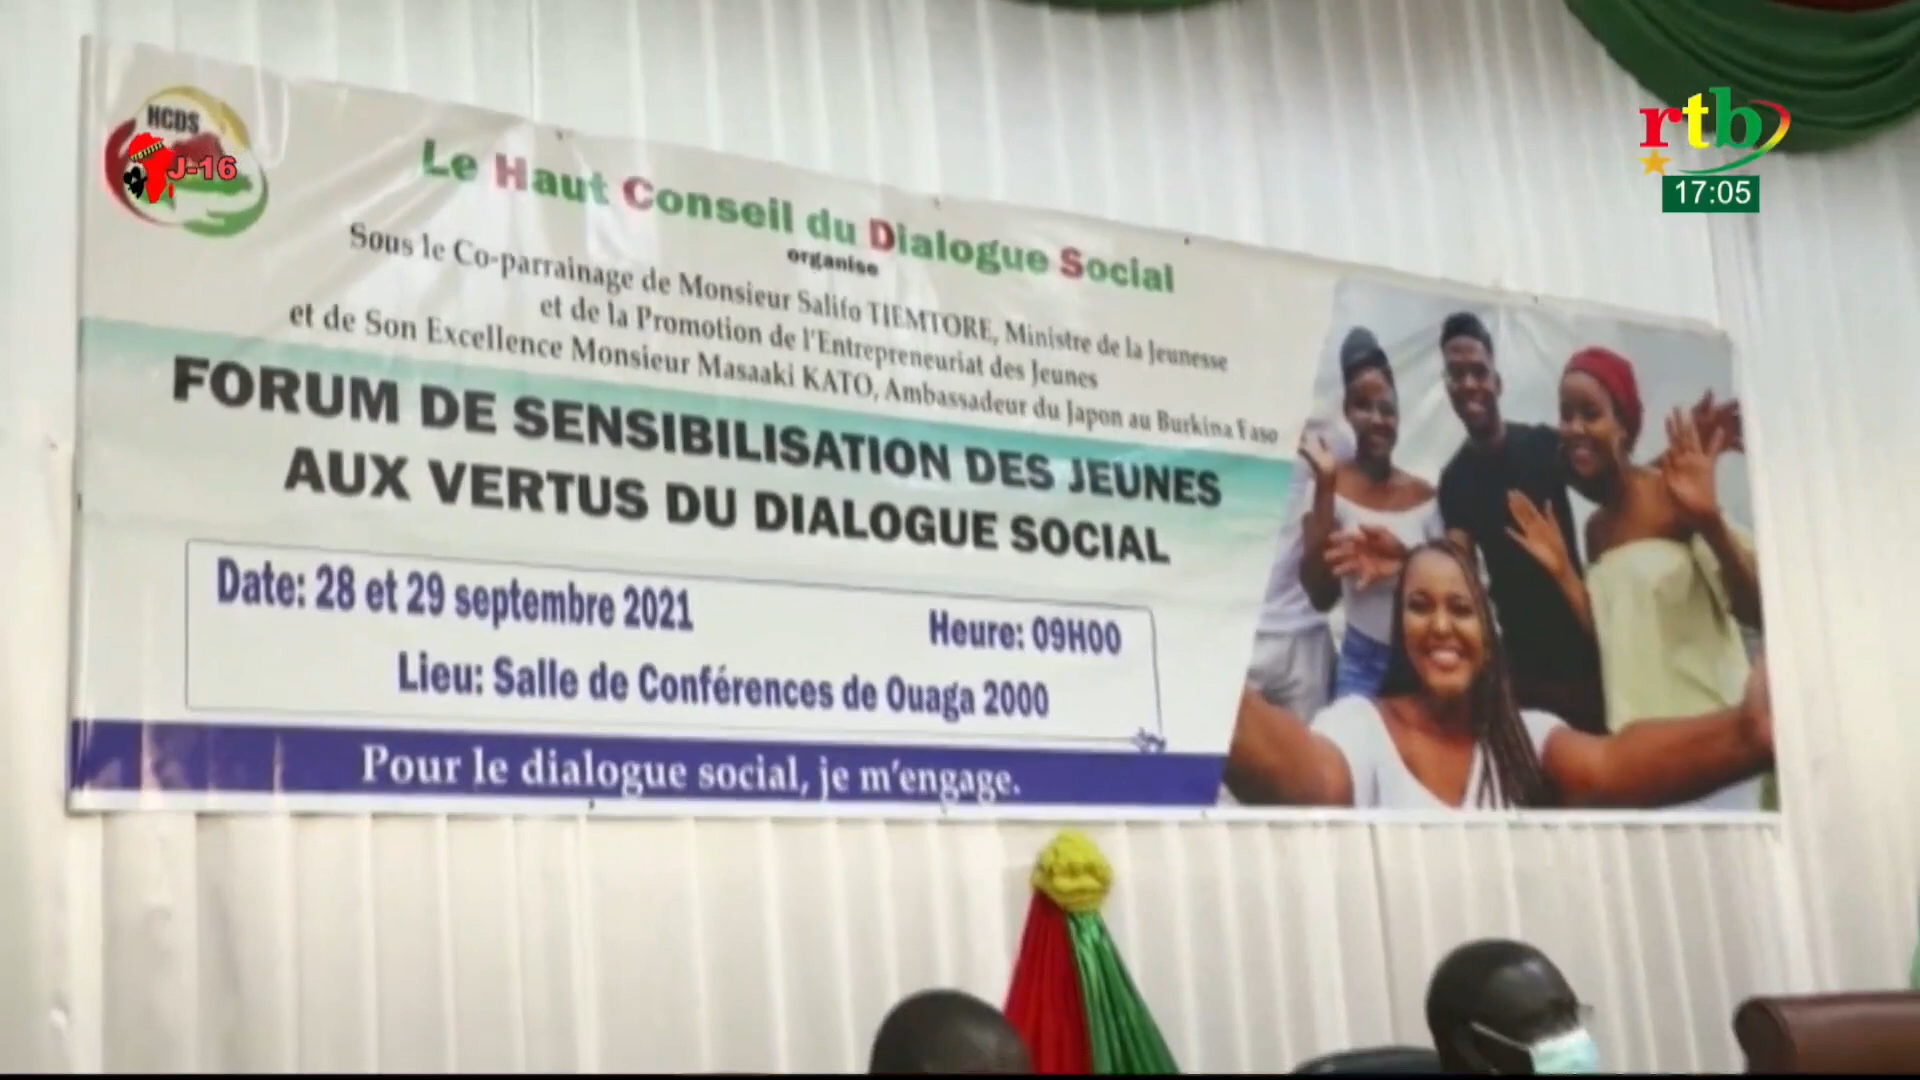 HCDS
J-16
rtb
17:05
Le Haut Conseil du Dialogue Social
organise
Sous le Co-parrainage de Monsieur Salifo TIEMTORE, Ministre de la Jeunesse
et de la Promotion de l'Entrepreneuriat des Jeunes
et de Son Excellence Monsieur Masaaki KATO, Ambassadeur du Japon au Burkina Faso
FORUM DE SENSIBILISATION DES JEUNES
AUX VERTUS DU DIALOGUE SOCIAL
Date: 28 et 29 septembre 2021
Heure: 09H00
Lieu: Salle de Conférences de Ouaga 2000
Pour le dialogue social, je m'engage.